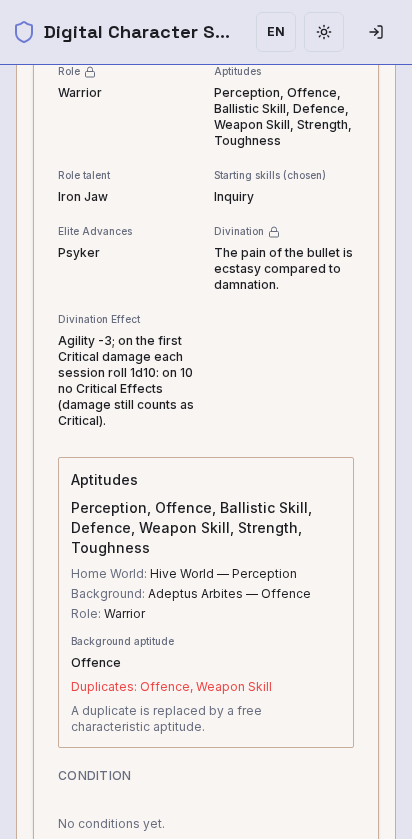 Digital Character S...
EN
Role
Aptitudes
Warrior
Perception, Offence,
Ballistic Skill, Defence,
Weapon Skill, Strength,
Toughness
Role talent
Starting skills (chosen)
Iron Jaw
Inquiry
Elite Advances
Divination
Psyker
The pain of the bullet is
ecstasy compared to
damnation.
Divination Effect
Agility -3; on the first
Critical damage each
session roll 1d10: on 10
no Critical Effects
(damage still counts as
Critical).
Aptitudes
Perception, Offence, Ballistic Skill,
Defence, Weapon Skill, Strength,
Toughness
Home World: Hive World — Perception
Background: Adeptus Arbites — Offence
Role: Warrior
Background aptitude
Offence
Duplicates: Offence, Weapon Skill
A duplicate is replaced by a free
characteristic aptitude.
CONDITION
No conditions yet.